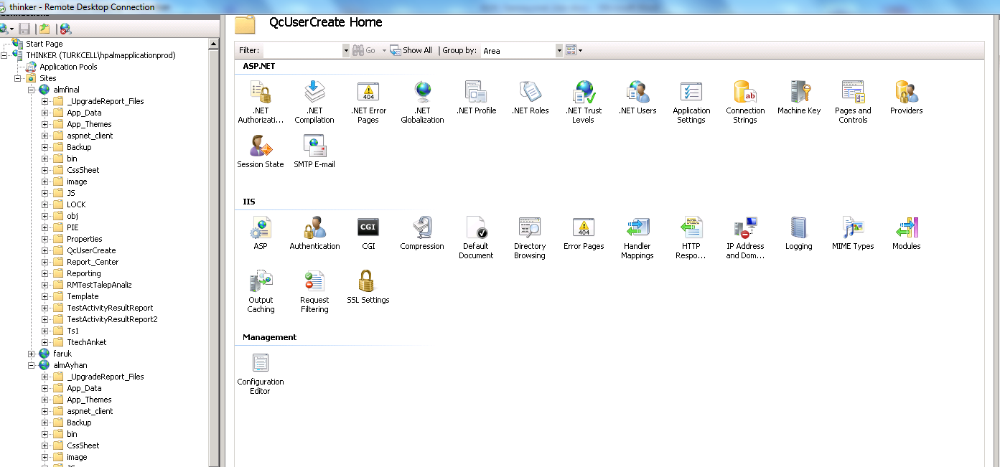 thinker - Remote Desktop Connection
Start Page
THINKER (TURKCELL\hpalmapplicationprod)
Application Pools
Sites
almfinal
_UpgradeReport_Files
App_Data
App_Themes
aspnet_client
Backup
bin
CssSheet
image
JS
LOCK
obj
PIE
Properties
QcUserCreate
Report_Center
Reporting
RMTestTalepAnaliz
Template
TestActivityResultReport
TestActivityResultReport2
Ts1
TtechAnket
faruk
almAyhan
_UpgradeReport_Files
App_Data
App_Themes
aspnet_client
Backup
bin
CssSheet
image
QcUserCreate Home
Filter: Go Show All Group by: Area
ASP.NET
.NET Authorizati...
.NET Compilation
.NET Error Pages
.NET Globalization
.NET Profile
.NET Roles
.NET Trust Levels
.NET Users
Application Settings
Connection Strings
Machine Key
Pages and Controls
Providers
Session State
SMTP E-mail
IIS
ASP
Authentication
CGI
Compression
Default Document
Directory Browsing
Error Pages
Handler Mappings
HTTP Respo...
IP Address and Dom...
Logging
MIME Types
Modules
Output Caching
Request Filtering
SSL Settings
Management
Configuration Editor